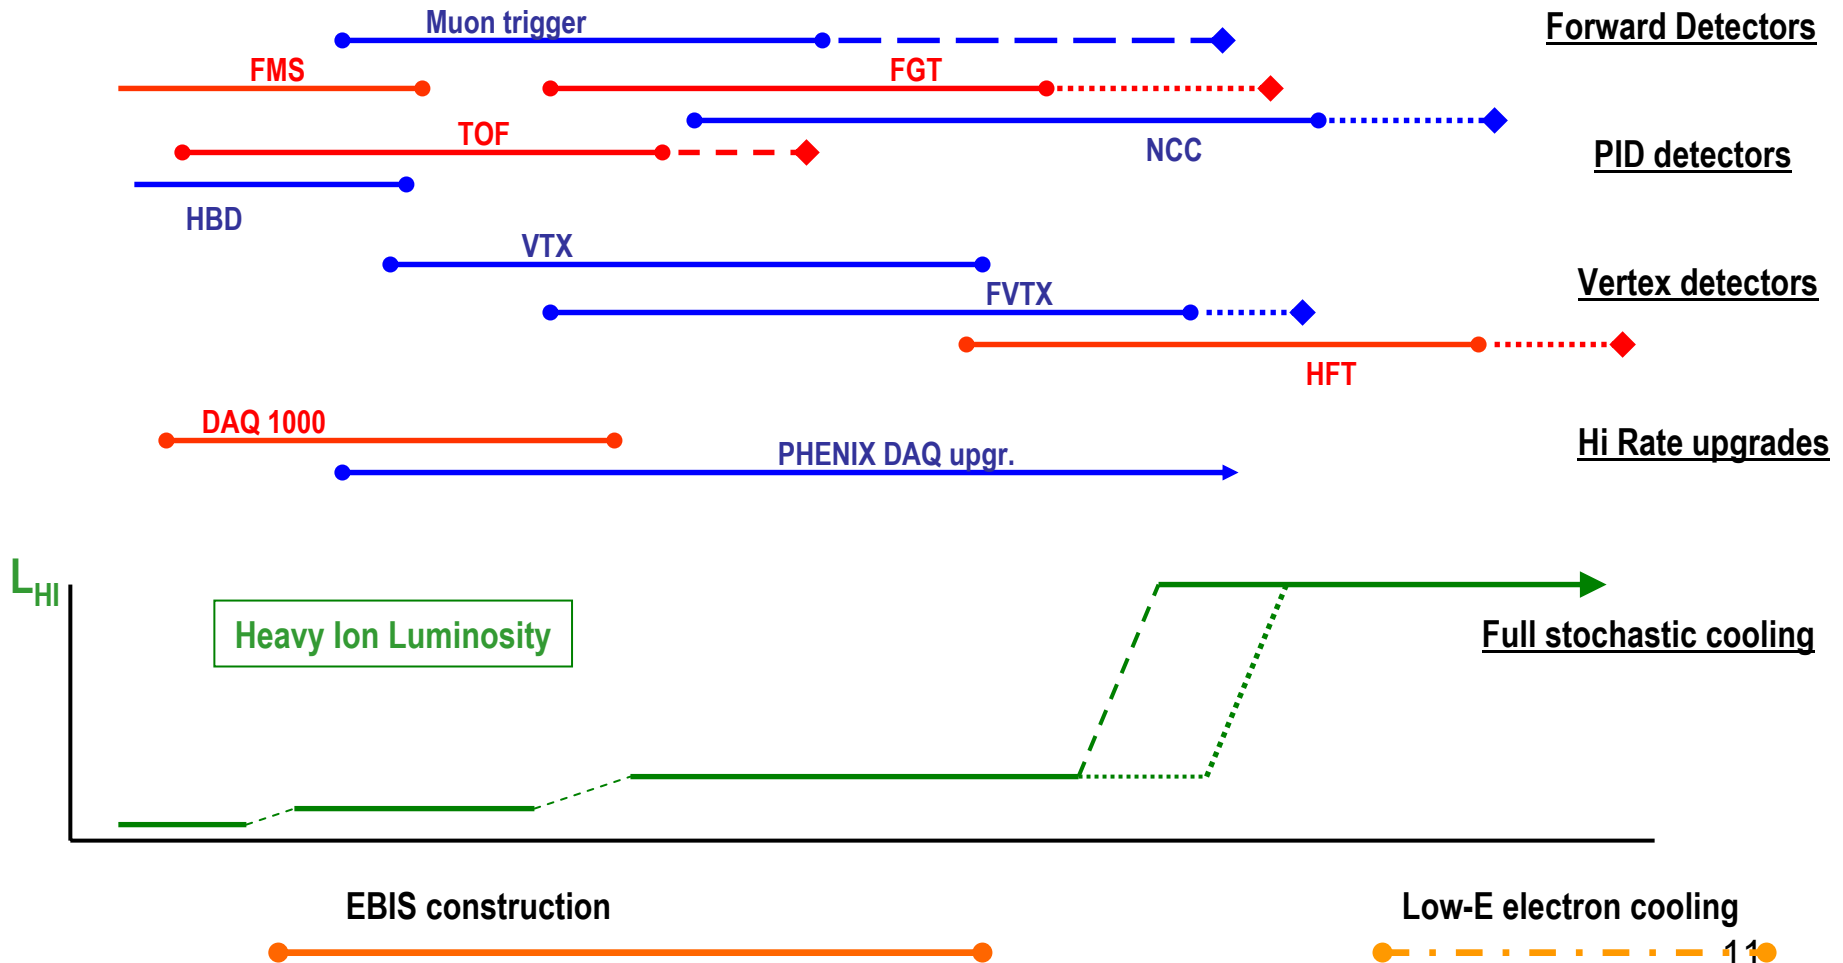 Muon trigger
Forward Detectors
FMS
FGT
TOF
NCC
PID detectors
HBD
VTX
Vertex detectors
FVTX
HFT
DAQ 1000
PHENIX DAQ upgr.
Hi Rate upgrades
LHI
Heavy Ion Luminosity
Full stochastic cooling
EBIS construction
Low-E electron cooling
11